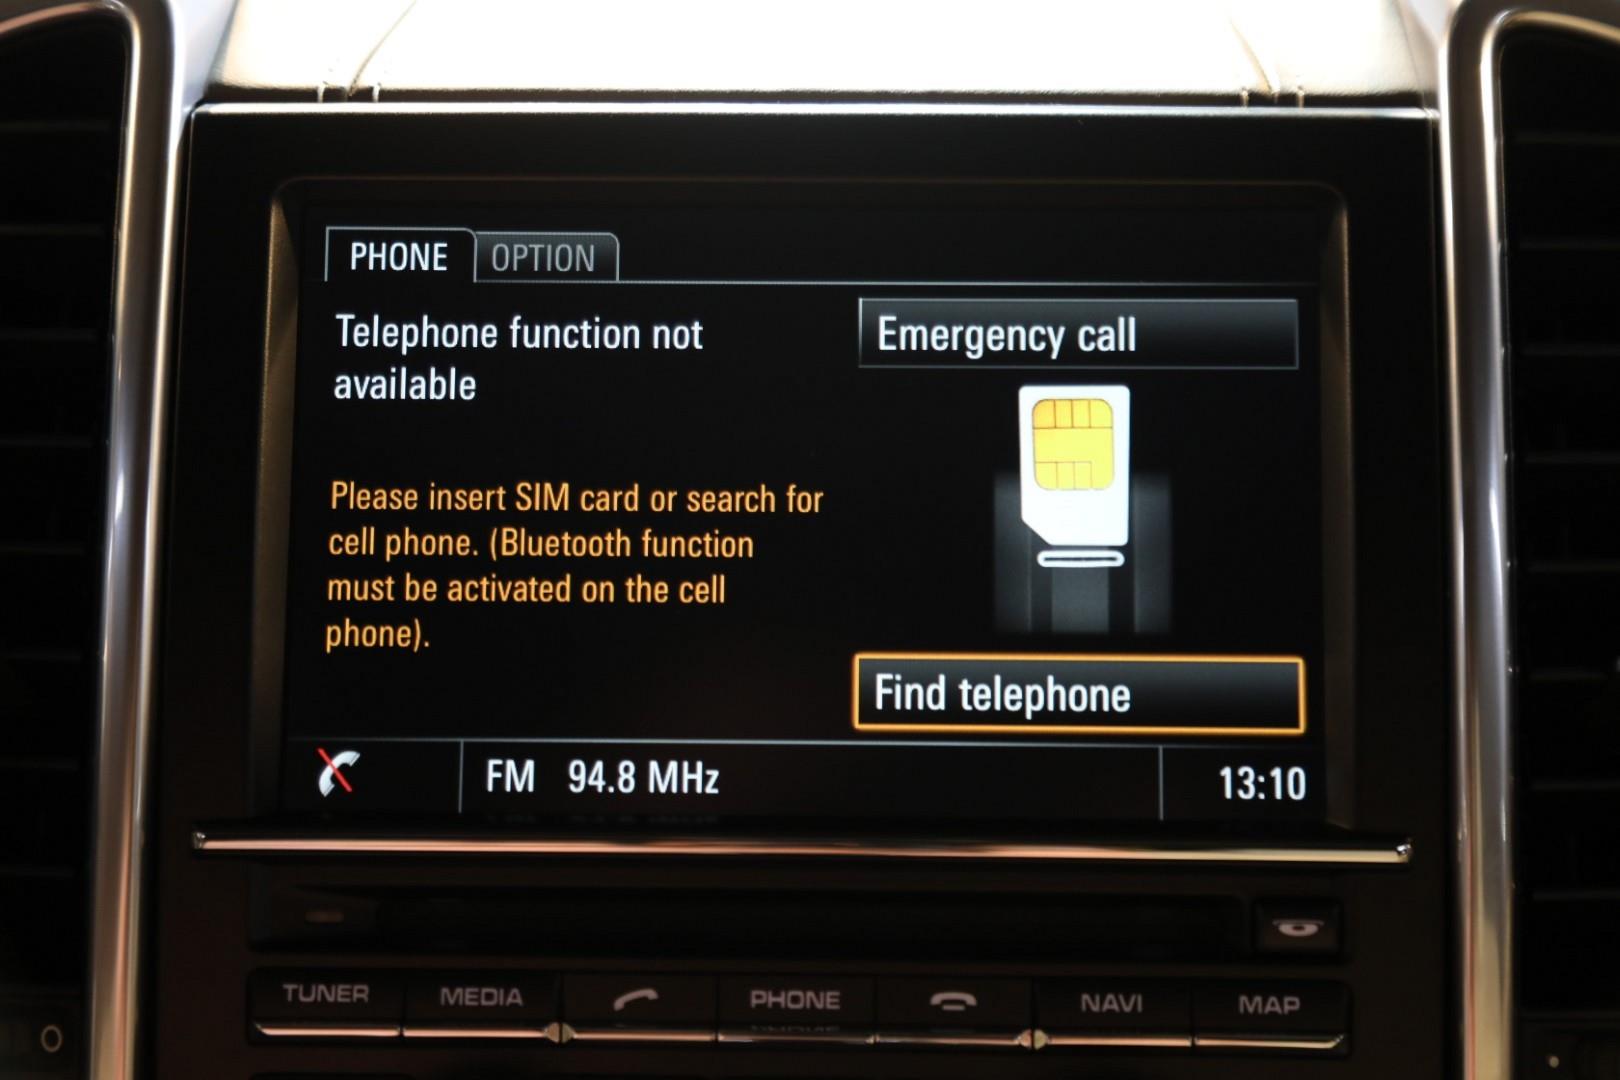 PHONE OPTION
Telephone function not
available
Emergency call
Please insert SIM card or search for
cell phone. (Bluetooth function
must be activated on the cell
phone).
Find telephone
FM 94.8 MHz 13:10
TUNER MEDIA PHONE NAVI MAP